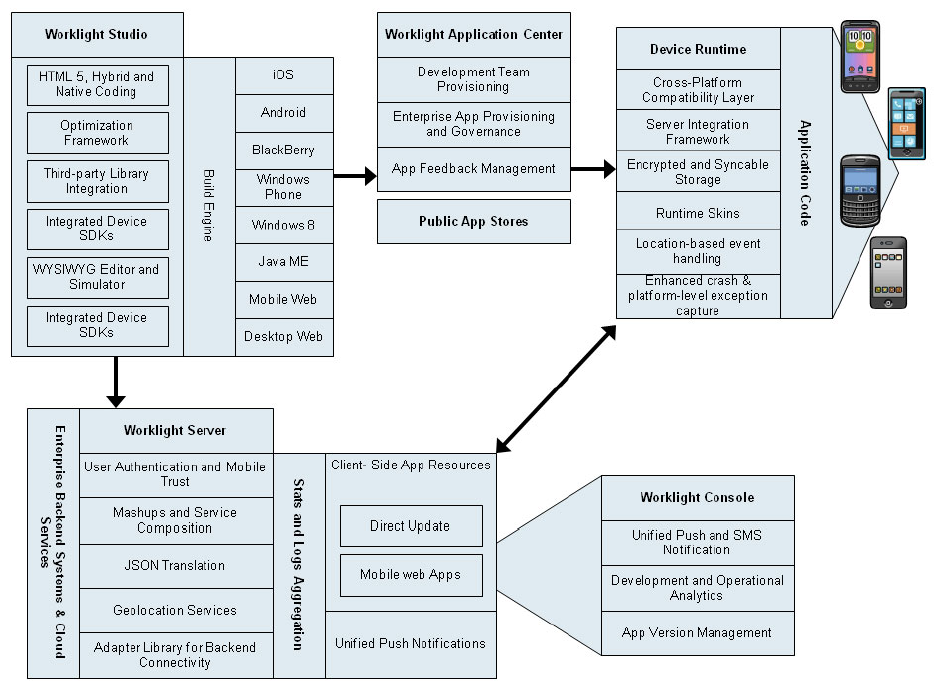 Worklight Studio
HTML 5, Hybrid and
Native Coding
Optimization
Framework
Third-party Library
Integration
Integrated Device
SDKs
WYSIWYG Editor and
Simulator
Integrated Device
SDKs
Build Engine
iOS
Android
BlackBerry
Windows
Phone
Windows 8
Java ME
Mobile Web
Desktop Web
Worklight Application Center
Development Team
Provisioning
Enterprise App Provisioning
and Governance
App Feedback Management
Public App Stores
Device Runtime
Cross-Platform
Compatibility Layer
Server Integration
Framework
Encrypted and Syncable
Storage
Runtime Skins
Location-based event
handling
Enhanced crash &
platform-level exception
capture
Application Code
10 10
Enterpriso Backond Systoms & Cloud
Services
Worklight Server
User Authentication and Mobile
Trust
Mashups and Service
Composition
JSON Translation
Geolocation Services
Adapter Library for Backend
Connectivity
Stats and Logs Aggregation
Client- Side App Resources
Direct Update
Mobile web Apps
Unified Push Notifications
Worklight Console
Unified Push and SMS
Notification
Development and Operational
Analytics
App Version Management